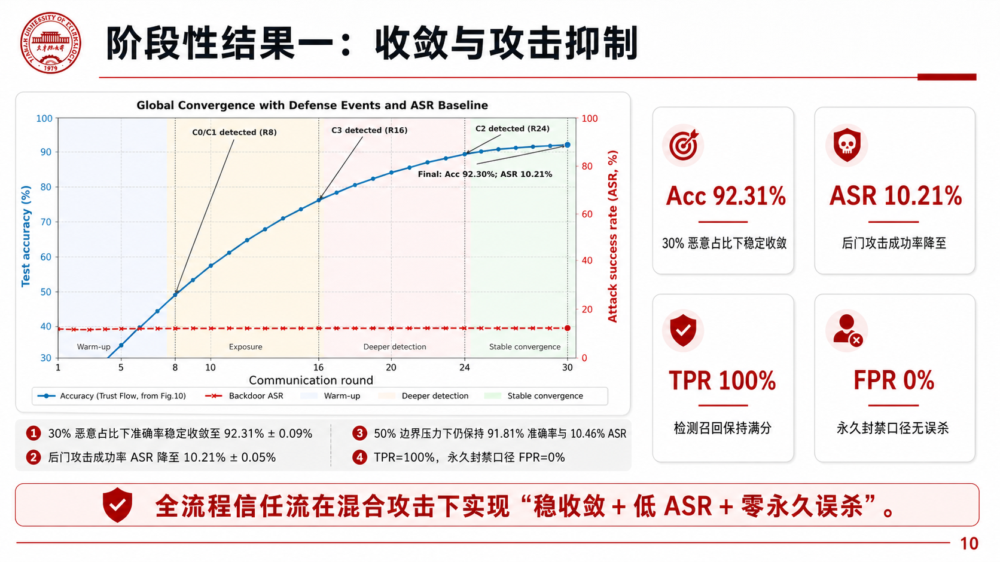 1979
阶段性结果一：收敛与攻击抑制
Global Convergence with Defense Events and ASR Baseline
Test accuracy (%)
100
90
80
70
60
50
40
30
C0/C1 detected (R8)
C3 detected (R16)
C2 detected (R24)
Final: Acc 92.30%; ASR 10.21%
Warm-up
Exposure
Deeper detection
Stable convergence
100
80
60
40
20
0
Attack success rate (ASR, %)
1 5 8 10 16 20 24 30
Communication round
Accuracy (Trust Flow, from Fig.10) Backdoor ASR Warm-up Deeper detection Stable convergence
1 30% 恶意占比下准确率稳定收敛至 92.31% ± 0.09%
2 后门攻击成功率 ASR 降至 10.21% ± 0.05%
3 50% 边界压力下仍保持 91.81% 准确率与 10.46% ASR
4 TPR=100%，永久封禁口径 FPR=0%
Acc 92.31%
30% 恶意占比下稳定收敛
ASR 10.21%
后门攻击成功率降至
TPR 100%
检测召回保持满分
FPR 0%
永久封禁口径无误杀
全流程信任流在混合攻击下实现 “稳收敛 + 低 ASR + 零永久误杀” 。
10